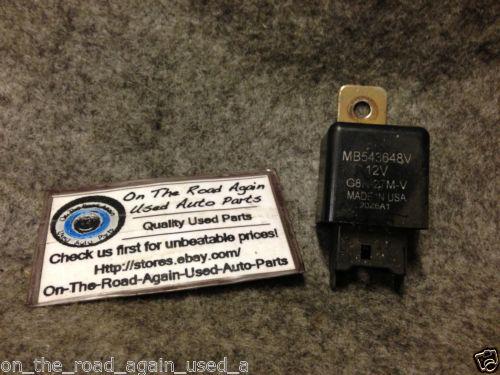 On The Road Again
Used Auto Parts
Quality Used Parts
Check us first for unbeatable prices!
Http://stores.ebay.com/
On-The-Road-Again-Used-Auto-Parts
MB543648V
12V
MADE IN USA
2026A1
on_the_road_again_used_a